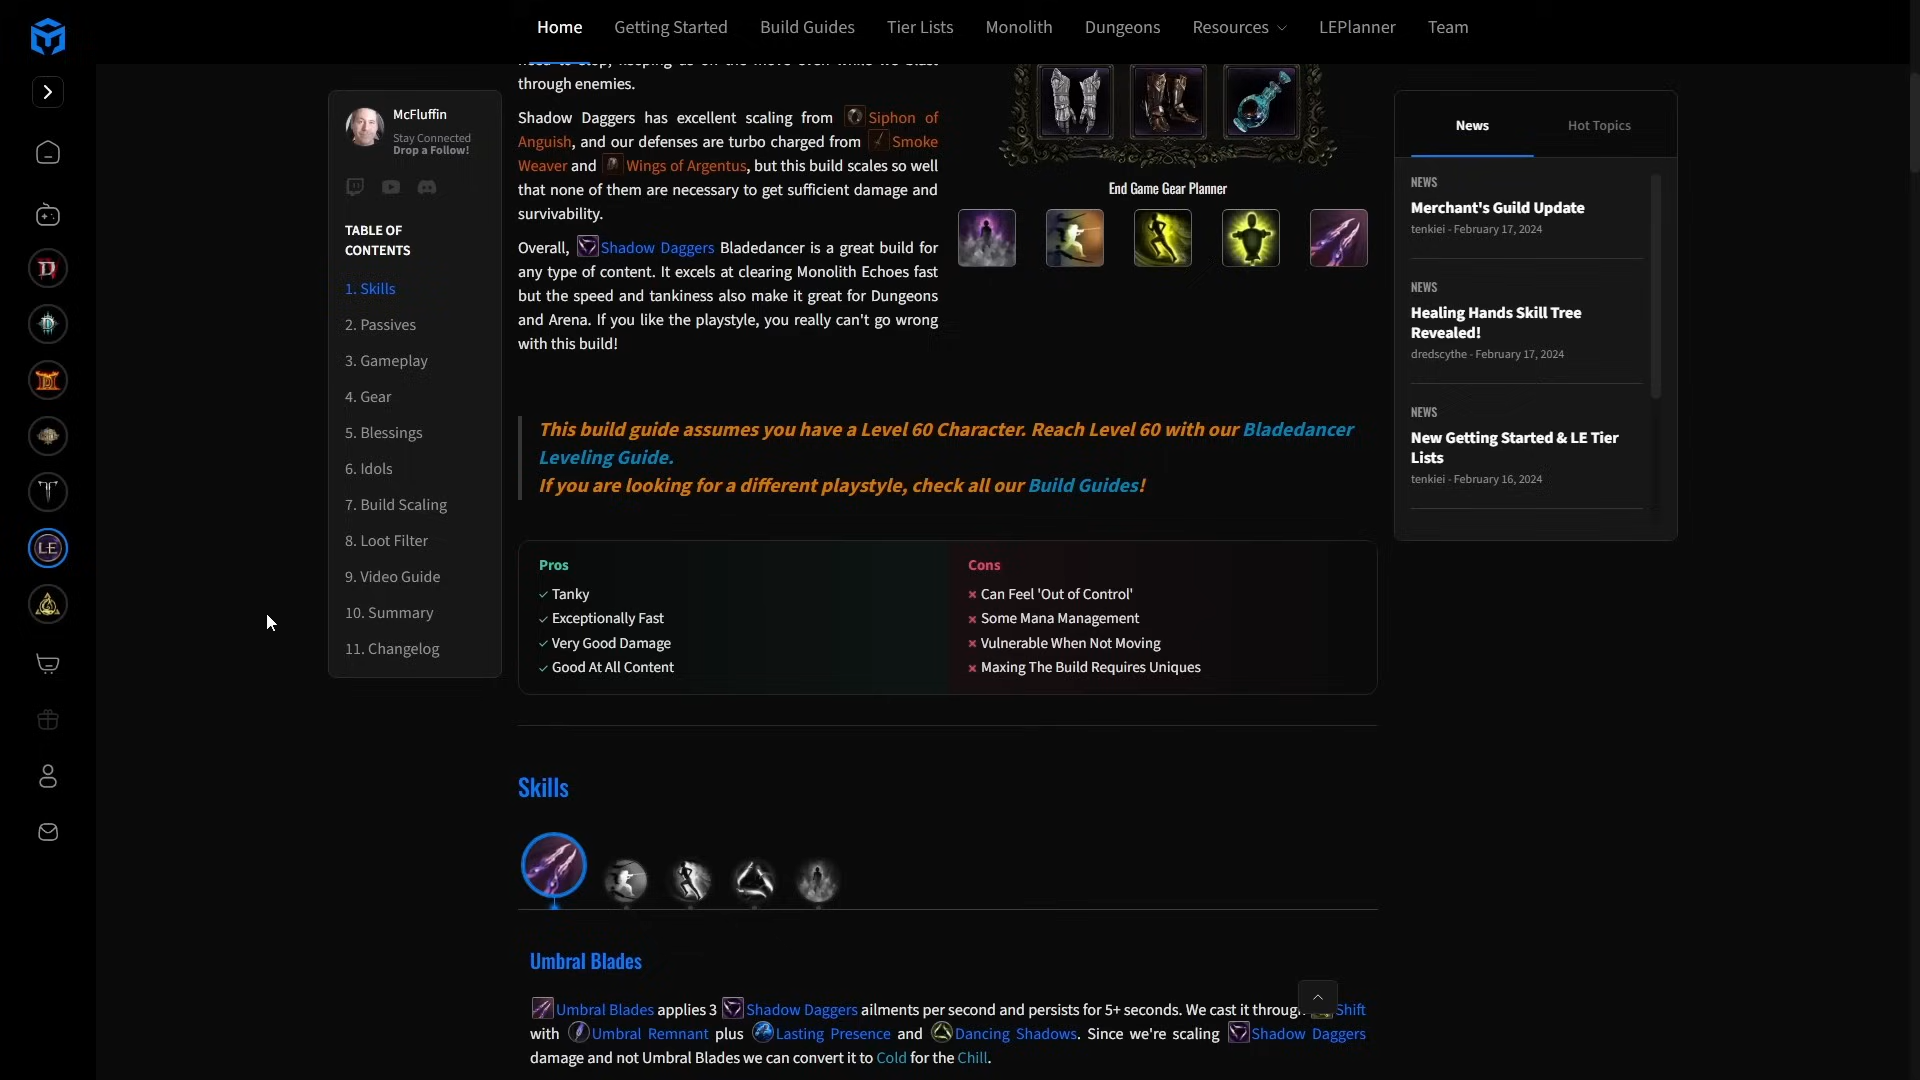 Home
Getting Started
Build Guides
Tier Lists
Monolith
Dungeons
Resources
LEPlanner
Team
McFluffin
Stay Connected
Drop a Follow!
TABLE OF
CONTENTS
1. Skills
2. Passives
3. Gameplay
4. Gear
5. Blessings
6. Idols
7. Build Scaling
8. Loot Filter
9. Video Guide
10. Summary
11. Changelog
through enemies.
Shadow Daggers has excellent scaling from Siphon of
Anguish, and our defenses are turbo charged from Smoke
Weaver and Wings of Argentus, but this build scales so well
that none of them are necessary to get sufficient damage and
survivability.
Overall, Shadow Daggers Bladedancer is a great build for
any type of content. It excels at clearing Monolith Echoes fast
but the speed and tankiness also make it great for Dungeons
and Arena. If you like the playstyle, you really can't go wrong
with this build!
End Game Gear Planner
This build guide assumes you have a Level 60 Character. Reach Level 60 with our Bladedancer
Leveling Guide.
If you are looking for a different playstyle, check all our Build Guides!
Pros
Tanky
Exceptionally Fast
Very Good Damage
Good At All Content
Cons
Can Feel 'Out of Control'
Some Mana Management
Vulnerable When Not Moving
Maxing The Build Requires Uniques
Skills
Umbral Blades
Umbral Blades applies 3 Shadow Daggers ailments per second and persists for 5+ seconds. We cast it through Shift
with Umbral Remnant plus Lasting Presence and Dancing Shadows. Since we're scaling Shadow Daggers
damage and not Umbral Blades we can convert it to Cold for the Chill.
News
Hot Topics
NEWS
Merchant's Guild Update
tenkiei - February 17, 2024
NEWS
Healing Hands Skill Tree
Revealed!
dredscythe - February 17, 2024
NEWS
New Getting Started & LE Tier
Lists
tenkiei - February 16, 2024
LE